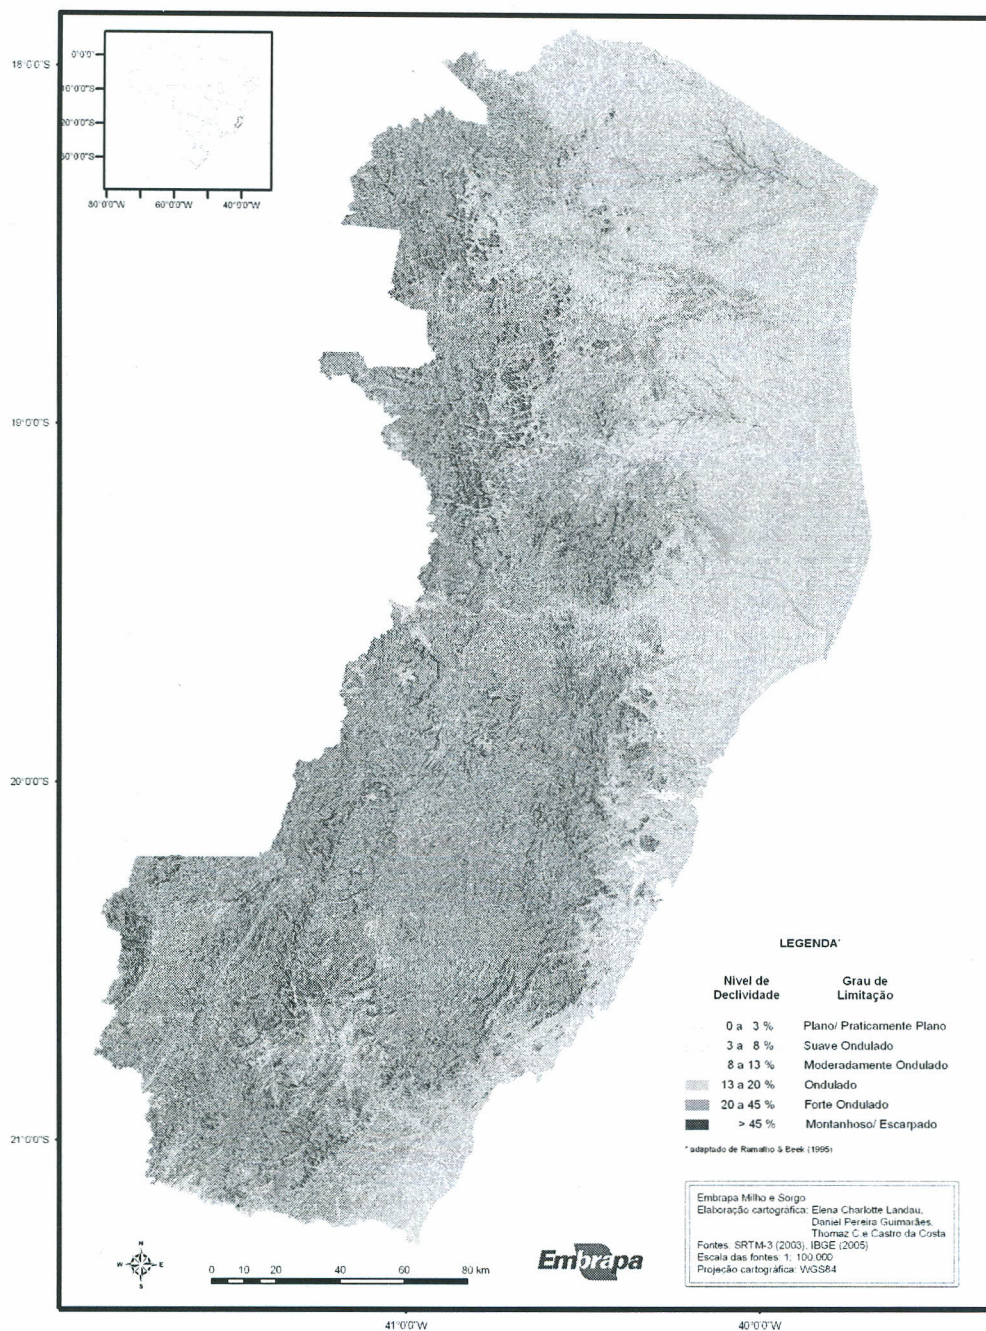 18°0'0"S
19°0'0"S
20°0'0"S
21°0'0"S
0°0'0"
10°0'0"S
20°0'0"S
30°0'0"S
80°0'0"W 60°0'0"W 40°0'0"W
LEGENDA*
Nivel de Declividade
Grau de Limitação
0 a 3 % Plano/ Praticamente Plano
3 a 8 % Suave Ondulado
8 a 13 % Moderadamente Ondulado
13 a 20 % Ondulado
20 a 45 % Forte Ondulado
> 45 % Montanhoso/ Escarpado
* adaptado de Ramalho & Beek (1995)
Embrapa Milho e Sorgo
Elaboração cartográfica: Elena Charlotte Landau,
Daniel Pereira Guimarães,
Thomaz C.e Castro da Costa
Fontes: SRTM-3 (2003), IBGE (2005)
Escala das fontes: 1: 100.000
Projeção cartográfica: WGS84
N
W E
S
0 10 20 40 60 80 km
Embrapa
41°0'0"W 40°0'0"W